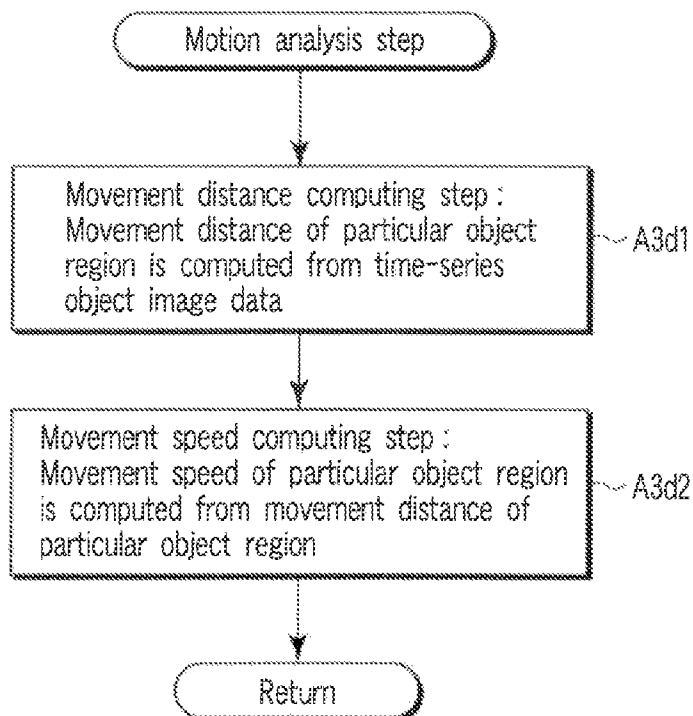 Motion analysis step
Movement distance computing step :
Movement distance of particular object
region is computed from time-series
object image data
A3d1
Movement speed computing step :
Movement speed of particular object region
is computed from movement distance of
particular object region
A3d2
Return